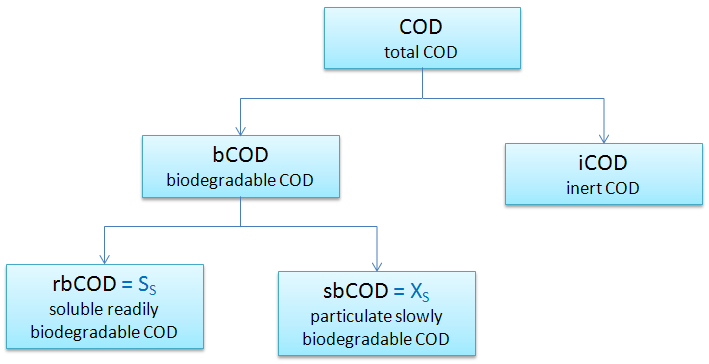 COD
total COD
bCOD
biodegradable COD
iCOD
inert COD
rbCOD = SS
soluble readily
biodegradable COD
sbCOD = XS
particulate slowly
biodegradable COD